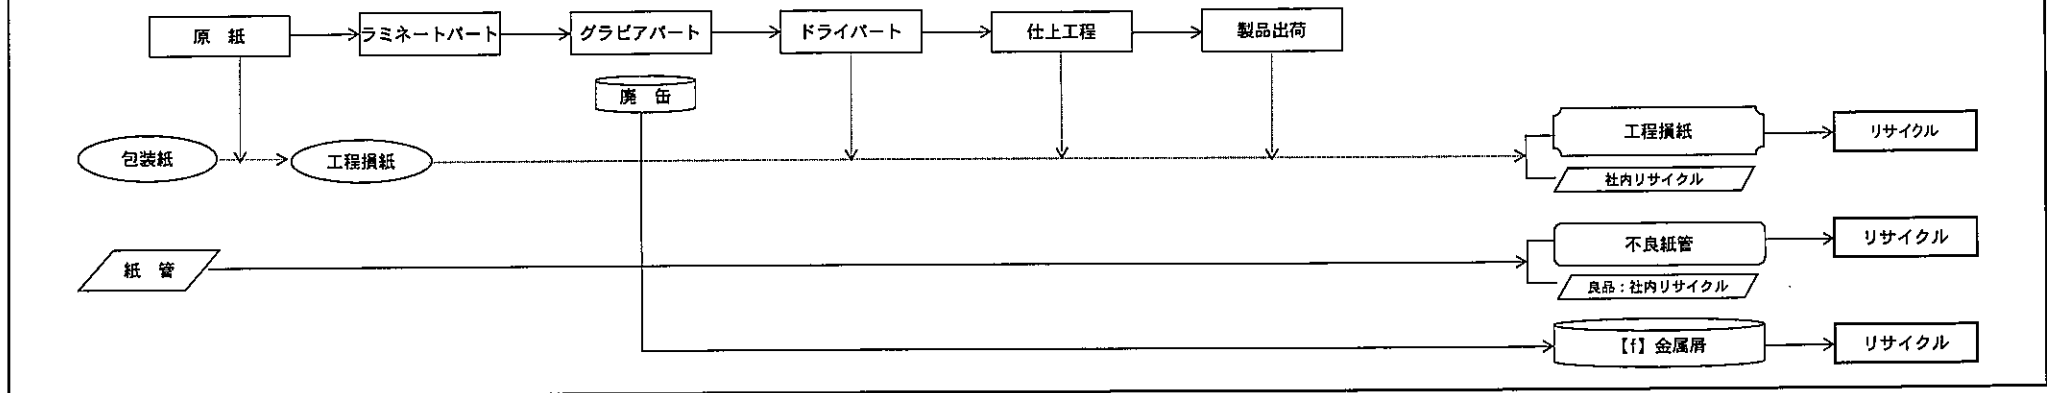 原 紙
ラミネートパート
グラビアパート
ドライパート
仕上工程
製品出荷
廃 缶
包装紙
工程損紙
工程損紙
リサイクル
社内リサイクル
紙 管
不良紙管
リサイクル
良品：社内リサイクル
【f】金属屑
リサイクル